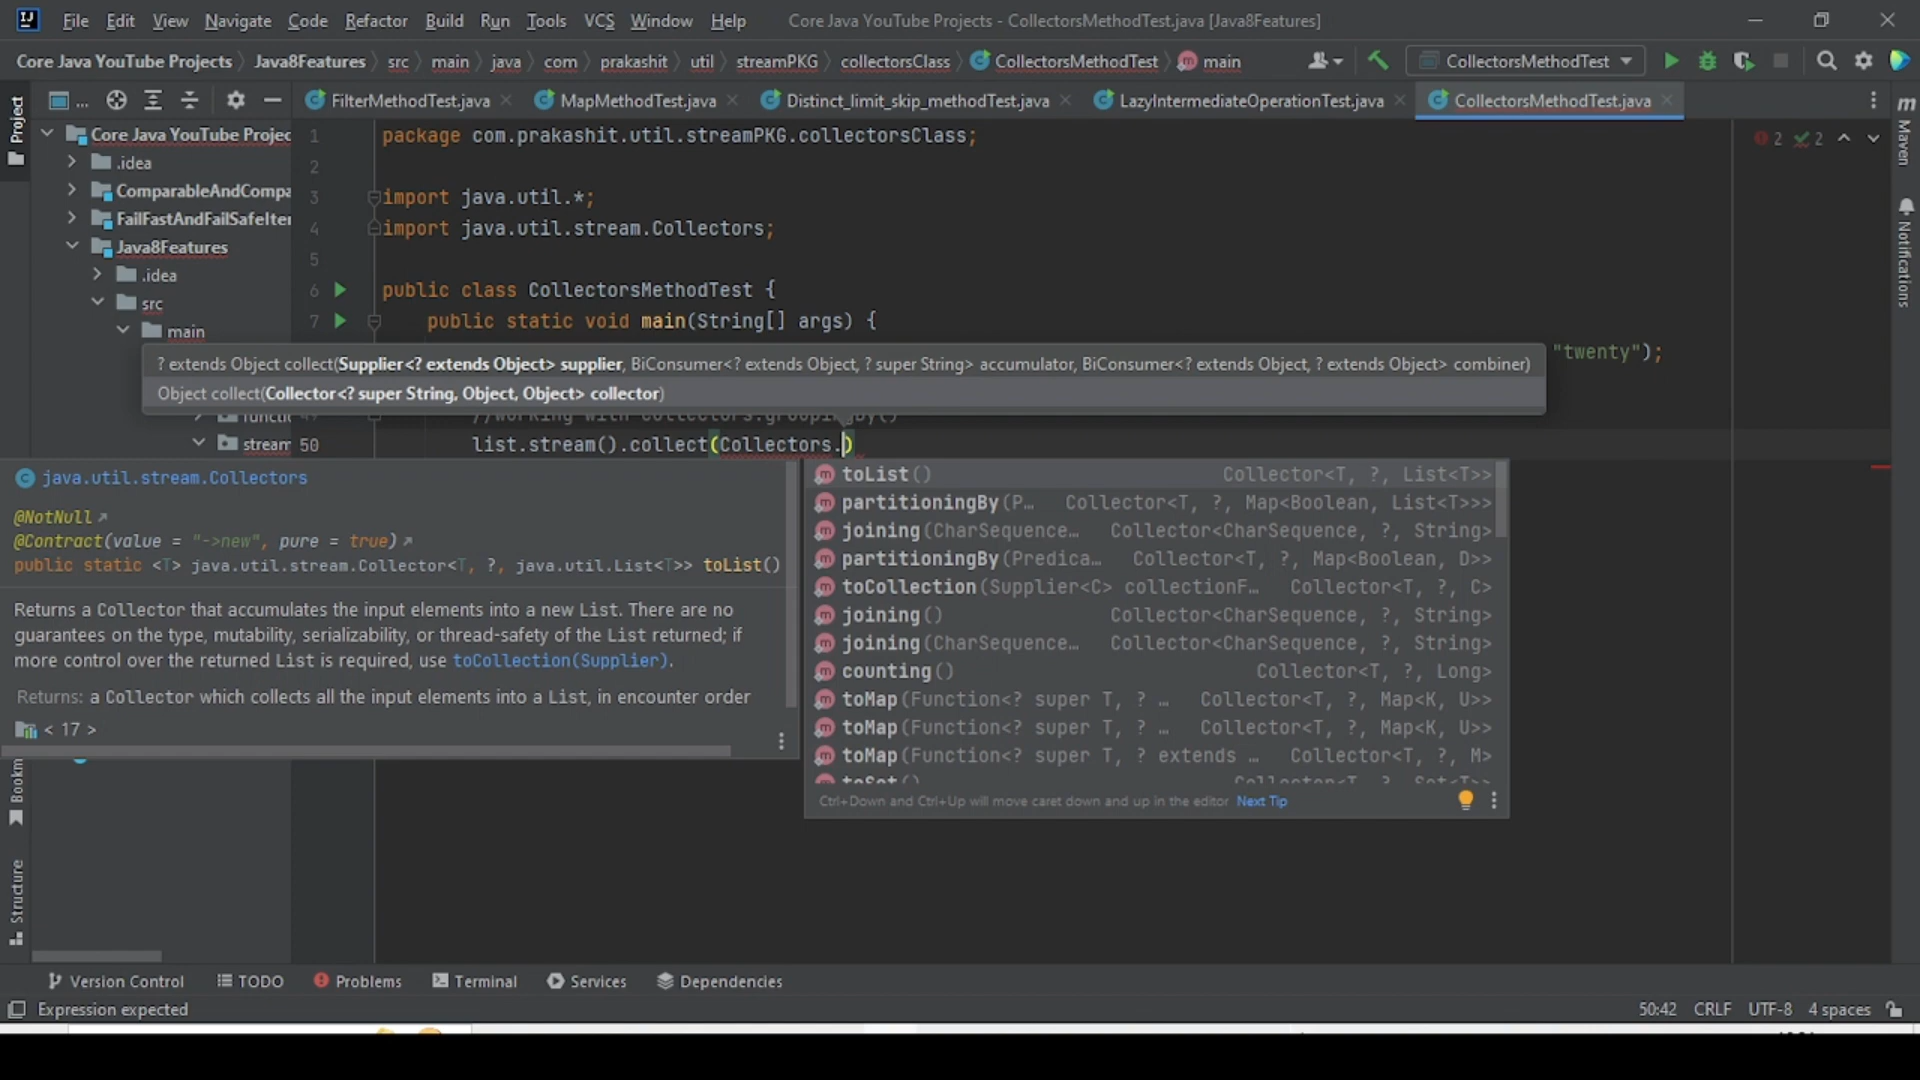 File Edit View Navigate Code Refactor Build Run Tools VCS Window Help Core Java YouTube Projects - CollectorsMethodTest.java [Java8Features]
Core Java YouTube Projects Java8Features src main java com prakashit util streamPKG collectorsClass CollectorsMethodTest main CollectorsMethodTest
Project ... FilterMethodTest.java MapMethodTest.java Distinct_limit_skip_methodTest.java LazyIntermediateOperationTest.java CollectorsMethodTest.java
Maven
Notifications
Core Java YouTube Projec
.idea
ComparableAndCompa
FailFastAndFailSafeIter
Java8Features
.idea
src
main
stream
2 2
1 package com.prakashit.util.streamPKG.collectorsClass;
2
3 import java.util.*;
4 import java.util.stream.Collectors;
5
6 public class CollectorsMethodTest {
7 public static void main(String[] args) {
"twenty");
? extends Object collect(Supplier<? extends Object> supplier, BiConsumer<? extends Object, ? super String> accumulator, BiConsumer<? extends Object, ? extends Object> combiner)
Object collect(Collector<? super String, Object, Object> collector)
//working with Collectors.groupingBy()
50 list.stream().collect(Collectors.)
java.util.stream.Collectors
@NotNull
@Contract(value = "->new", pure = true)
public static <T> java.util.stream.Collector<T, ?, java.util.List<T>> toList()
Returns a Collector that accumulates the input elements into a new List. There are no
guarantees on the type, mutability, serializability, or thread-safety of the List returned; if
more control over the returned List is required, use toCollection(Supplier).
Returns: a Collector which collects all the input elements into a List, in encounter order
< 17 >
toList() Collector<T, ?, List<T>>
partitioningBy(P… Collector<T, ?, Map<Boolean, List<T>>>
joining(CharSequence… Collector<CharSequence, ?, String>
partitioningBy(Predica… Collector<T, ?, Map<Boolean, D>>
toCollection(Supplier<C> collectionF… Collector<T, ?, C>
joining() Collector<CharSequence, ?, String>
joining(CharSequence… Collector<CharSequence, ?, String>
counting() Collector<T, ?, Long>
toMap(Function<? super T, ? … Collector<T, ?, Map<K, U>>
toMap(Function<? super T, ? … Collector<T, ?, Map<K, U>>
toMap(Function<? super T, ? extends … Collector<T, ?, M>
toSet() Collector<T, ?, Set<T>>
Ctrl+Down and Ctrl+Up will move caret down and up in the editor Next Tip
Bookm
Structure
Version Control TODO Problems Terminal Services Dependencies
Expression expected 50:42 CRLF UTF-8 4 spaces